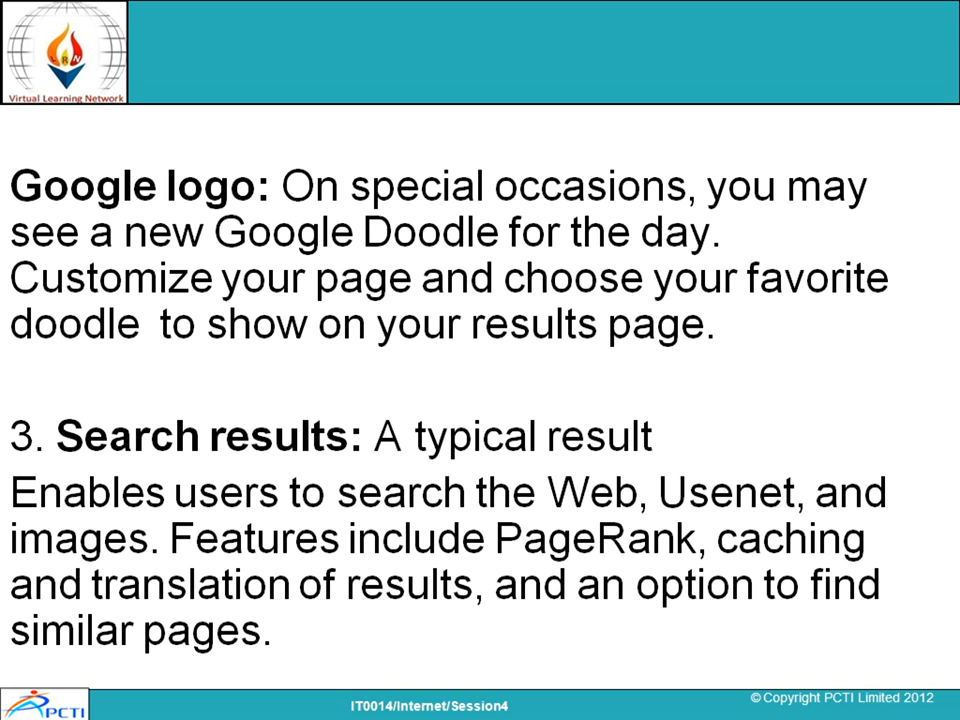 VRN
Virtual Learning Network
Google logo: On special occasions, you may
see a new Google Doodle for the day.
Customize your page and choose your favorite
doodle to show on your results page.
3. Search results: A typical result
Enables users to search the Web, Usenet, and
images. Features include PageRank, caching
and translation of results, and an option to find
similar pages.
PCTI
IT0014/Internet/Session4
© Copyright PCTI Limited 2012